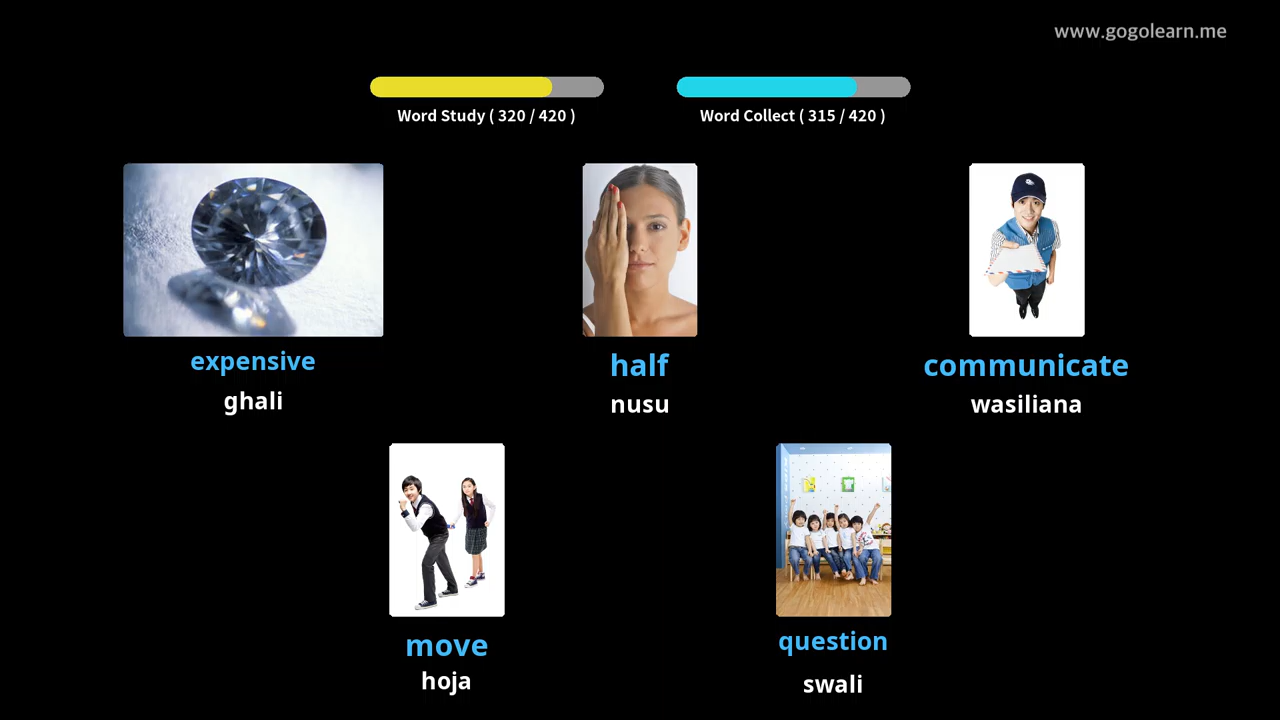 www.gogolearn.me
Word Study ( 320 / 420 )
Word Collect ( 315 / 420 )
expensive
ghali
half
nusu
communicate
wasiliana
move
hoja
question
swali